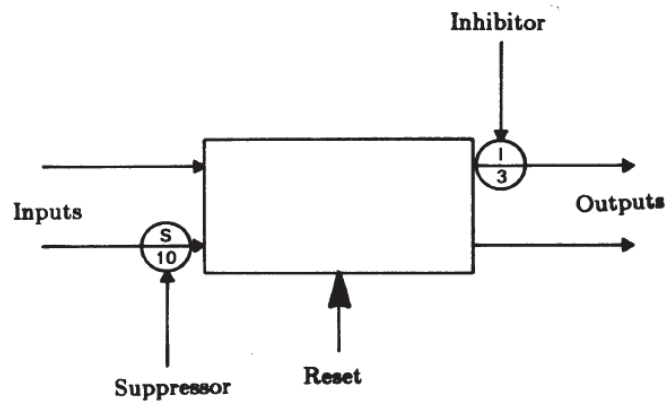 Inhibitor
I
3
Inputs
Outputs
S
10
Suppressor
Reset